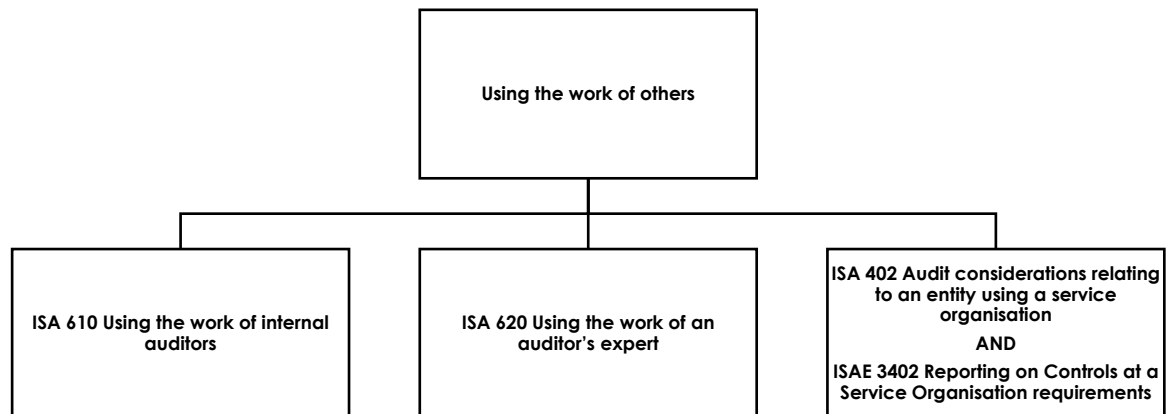 Using the work of others
ISA 610 Using the work of internal
auditors
ISA 620 Using the work of an
auditor’s expert
ISA 402 Audit considerations relating
to an entity using a service
organisation
AND
ISAE 3402 Reporting on Controls at a
Service Organisation requirements